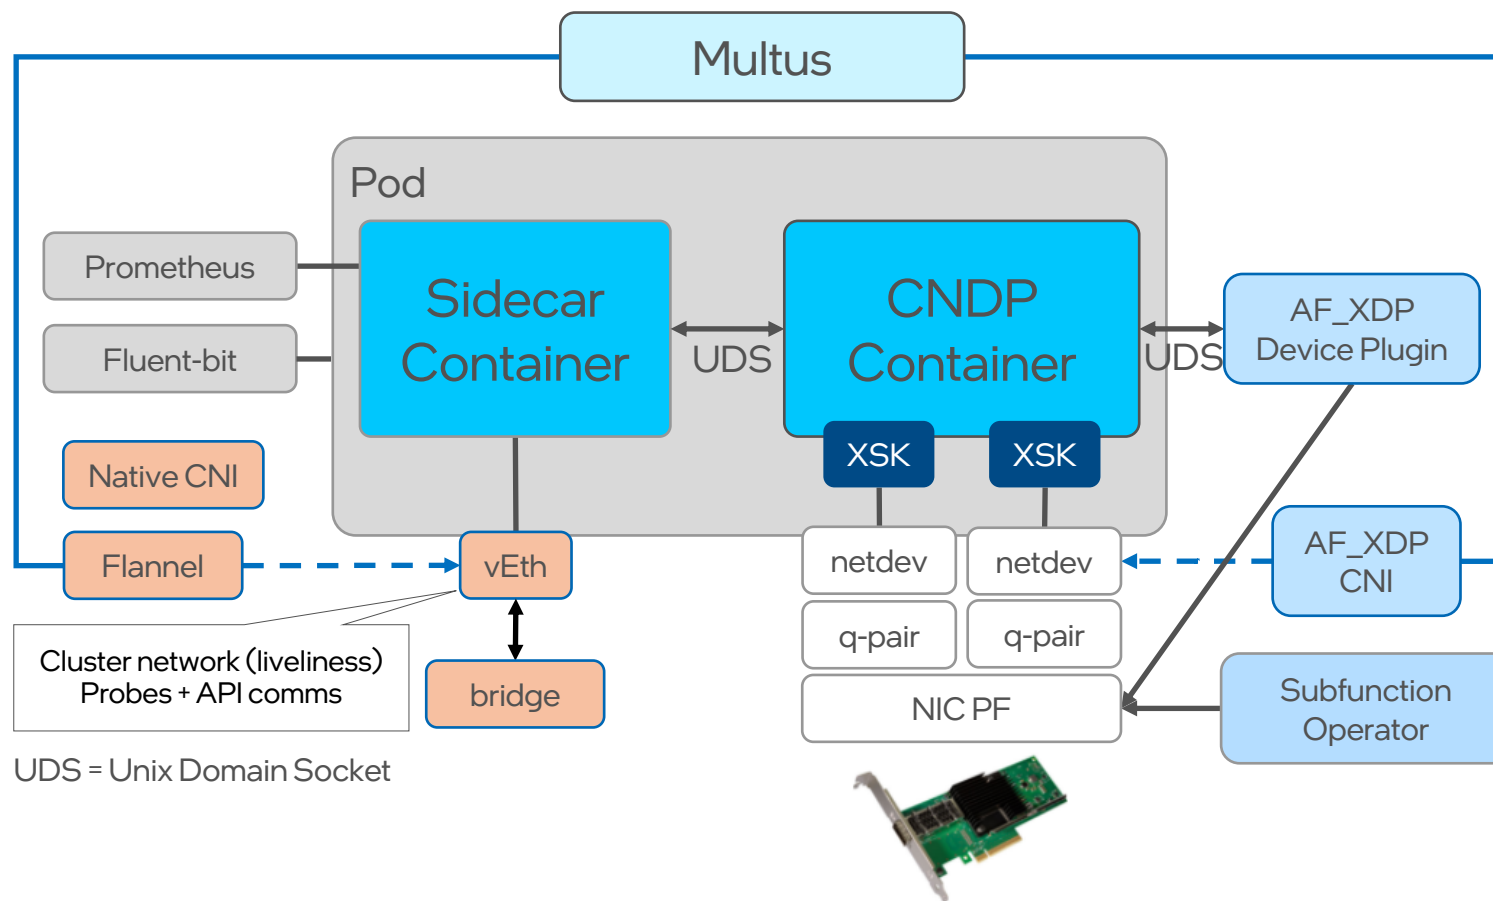 Multus
Pod
Prometheus
Fluent-bit
Sidecar
Container
UDS
CNDP
Container
UDS
AF_XDP
Device Plugin
XSK
XSK
Native CNI
Flannel
vEth
netdev
netdev
AF_XDP
CNI
q-pair
q-pair
Cluster network (liveliness)
Probes + API comms
bridge
NIC PF
Subfunction
Operator
UDS = Unix Domain Socket